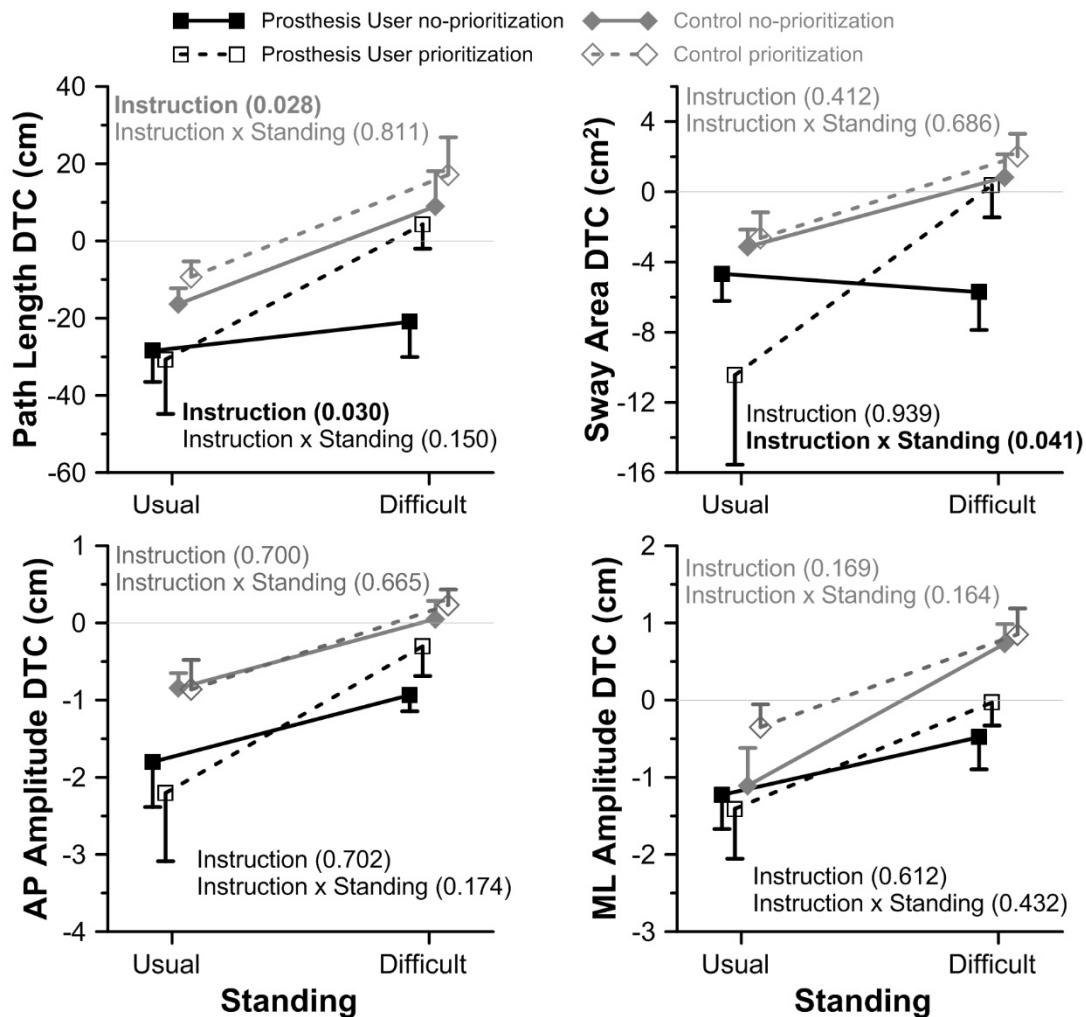 Prosthesis User no-prioritization
Control no-prioritization
Prosthesis User prioritization
Control prioritization
Path Length DTC (cm)
40
20
0
-20
-40
-60
Instruction (0.028)
Instruction x Standing (0.811)
Instruction (0.030)
Instruction x Standing (0.150)
Usual
Difficult
Sway Area DTC (cm²)
4
0
-4
-8
-12
-16
Instruction (0.412)
Instruction x Standing (0.686)
Instruction (0.939)
Instruction x Standing (0.041)
Usual
Difficult
AP Amplitude DTC (cm)
1
0
-1
-2
-3
-4
Instruction (0.700)
Instruction x Standing (0.665)
Instruction (0.702)
Instruction x Standing (0.174)
Usual
Difficult
Standing
ML Amplitude DTC (cm)
2
1
0
-1
-2
-3
Instruction (0.169)
Instruction x Standing (0.164)
Instruction (0.612)
Instruction x Standing (0.432)
Usual
Difficult
Standing